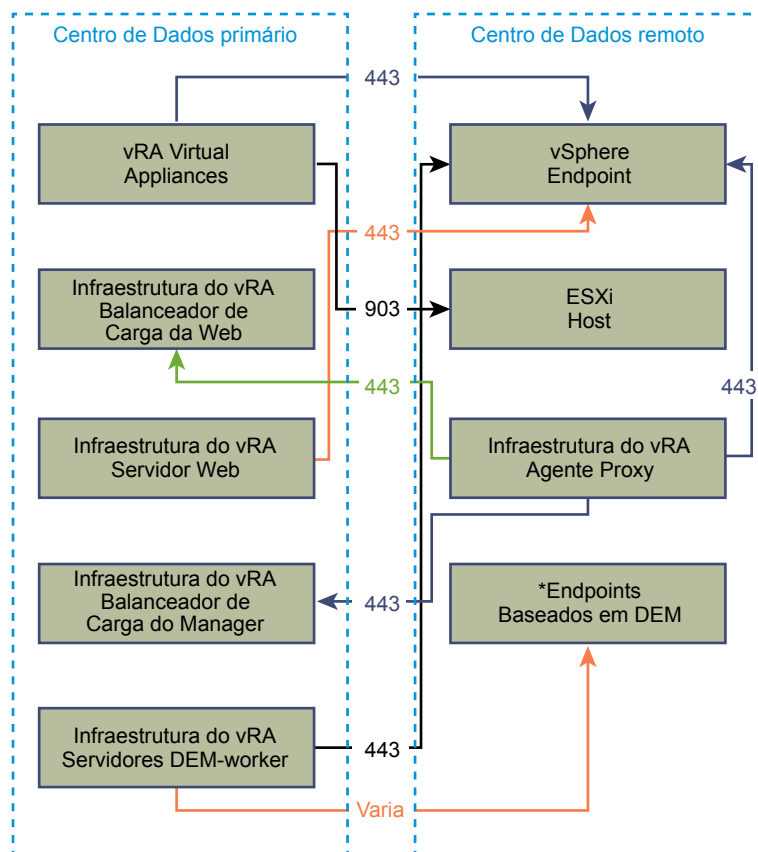 Centro de Dados primário
Centro de Dados remoto
443
vRA Virtual
Appliances
vSphere
Endpoint
443
Infraestrutura do vRA
Balanceador de
Carga da Web
903
ESXi
Host
443
443
Infraestrutura do vRA
Servidor Web
Infraestrutura do vRA
Agente Proxy
Infraestrutura do vRA
Balanceador de
Carga do Manager
443
*Endpoints
Baseados em DEM
Infraestrutura do vRA
Servidores DEM-worker
443
Varia